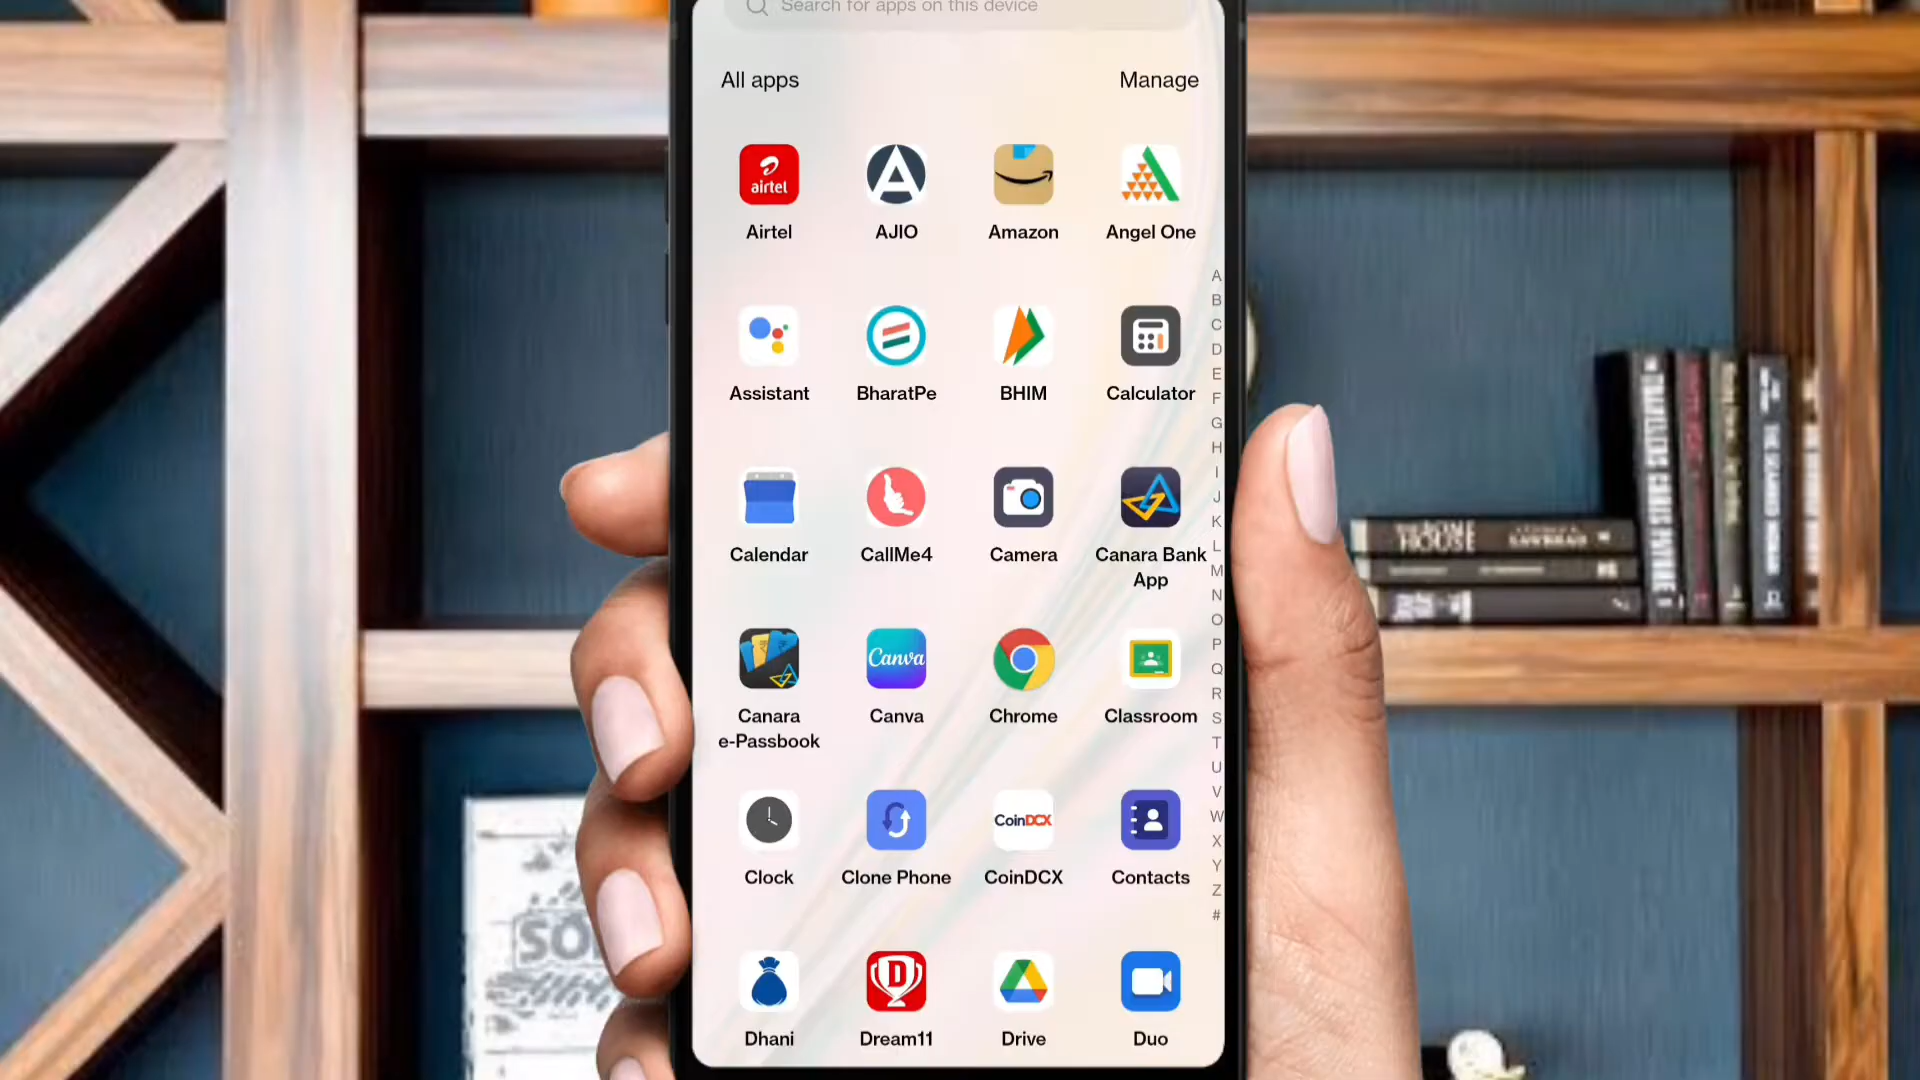 Search for apps on this device
All apps
Manage
airtel
Airtel
AJIO
Amazon
Angel One
Assistant
BharatPe
BHIM
Calculator
Calendar
CallMe4
Camera
Canara Bank
App
Canara
e-Passbook
Canva
Canva
Chrome
Classroom
Clock
Clone Phone
CoinDCX
CoinDCX
Contacts
D
Dhani
Dream11
Drive
Duo
A
B
C
D
E
F
G
H
I
J
K
L
M
N
O
P
Q
R
S
T
U
V
W
X
Y
Z
#
HOUSE